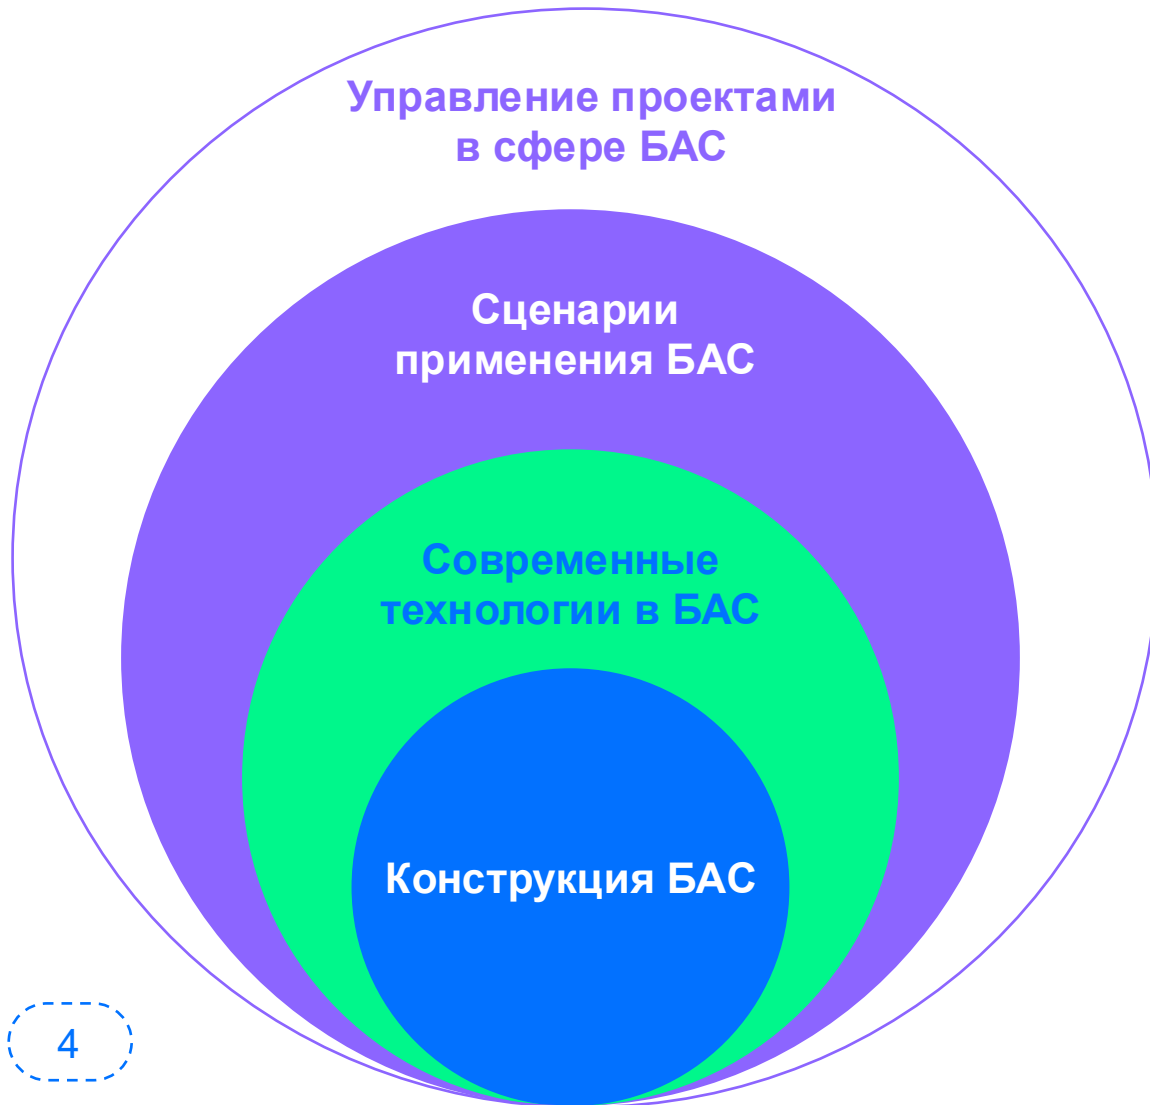 Управление проектами
в сфере БАС
Сценарии
применения БАС
Современные
технологии в БАС
Конструкция БАС
4